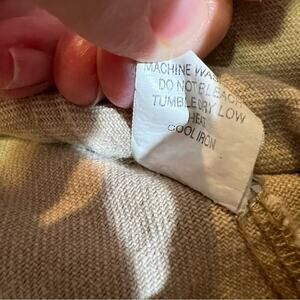 MACHINE WAS
DO NOT BLEACH
TUMBLE DRY LOW
HEAT
COOL IRON